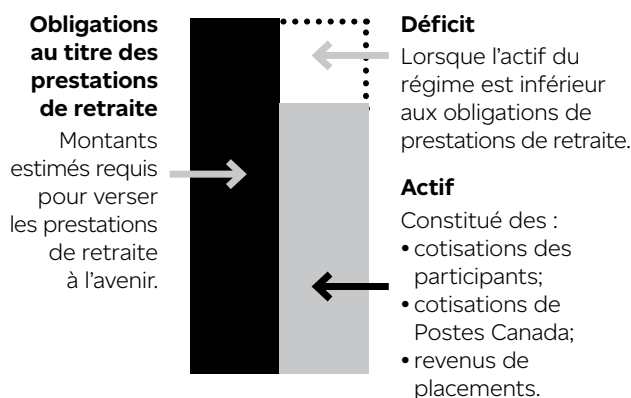 Obligations
au titre des
prestations
de retraite
Montants
estimés requis
pour verser
les prestations
de retraite
à l’avenir.
Déficit
Lorsque l’actif du
régime est inférieur
aux obligations de
prestations de retraite.
Actif
Constitué des :
• cotisations des
participants;
• cotisations de
Postes Canada;
• revenus de
placements.